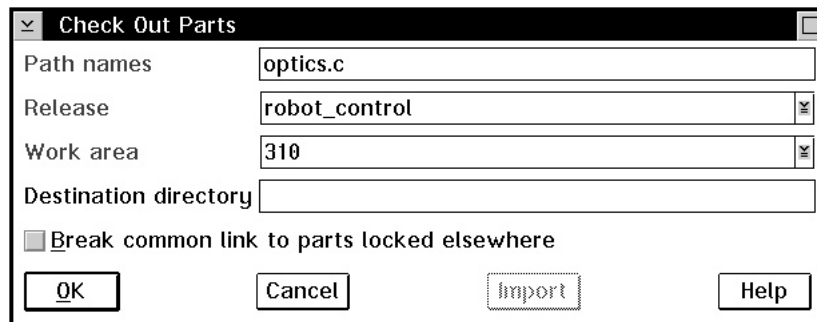 Check Out Parts
Path names optics.c
Release robot_control
Work area 310
Destination directory
Break common link to parts locked elsewhere
OK Cancel Import Help